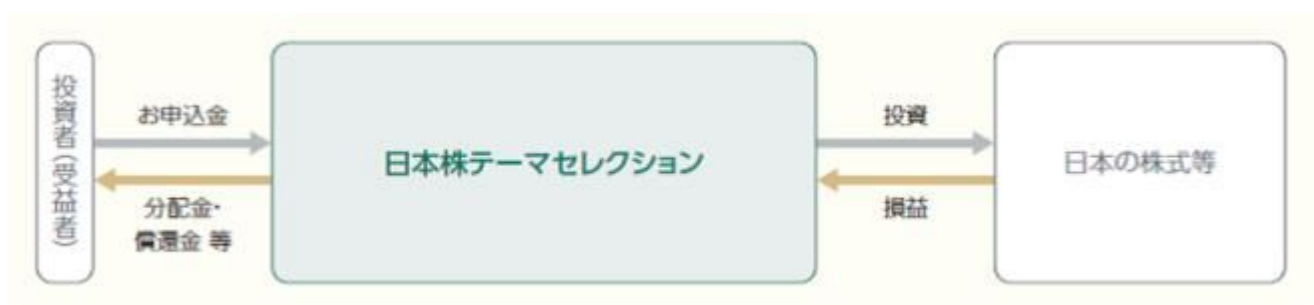 投資者（受益者）
お申込金
分配金・
償還金 等
日本株テーマセレクション
投資
損益
日本の株式等